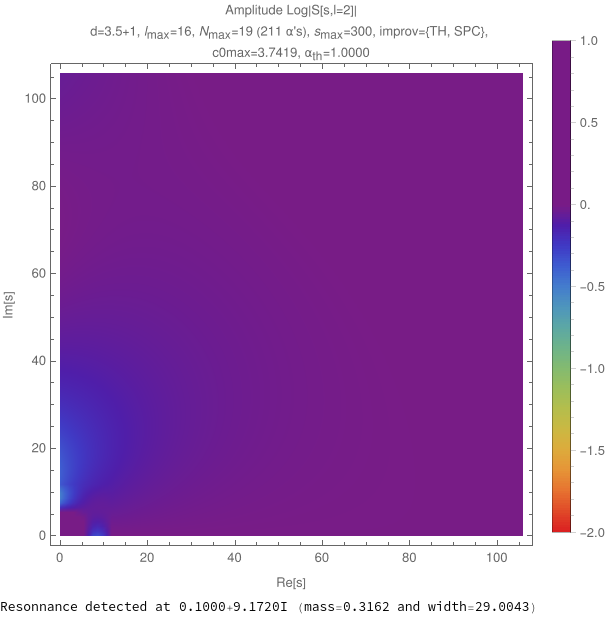 Amplitude Log|S[s,l=2]|
d=3.5+1, lmax=16, Nmax=19 (211 α's), smax=300, improv={TH, SPC},
c0max=3.7419, αth=1.0000
1.0
0.5
0.
−0.5
−1.0
−1.5
−2.0
100
80
60
40
20
0
Im[s]
0 20 40 60 80 100
Re[s]
Resonnance detected at 0.1000+9.1720I (mass=0.3162 and width=29.0043)